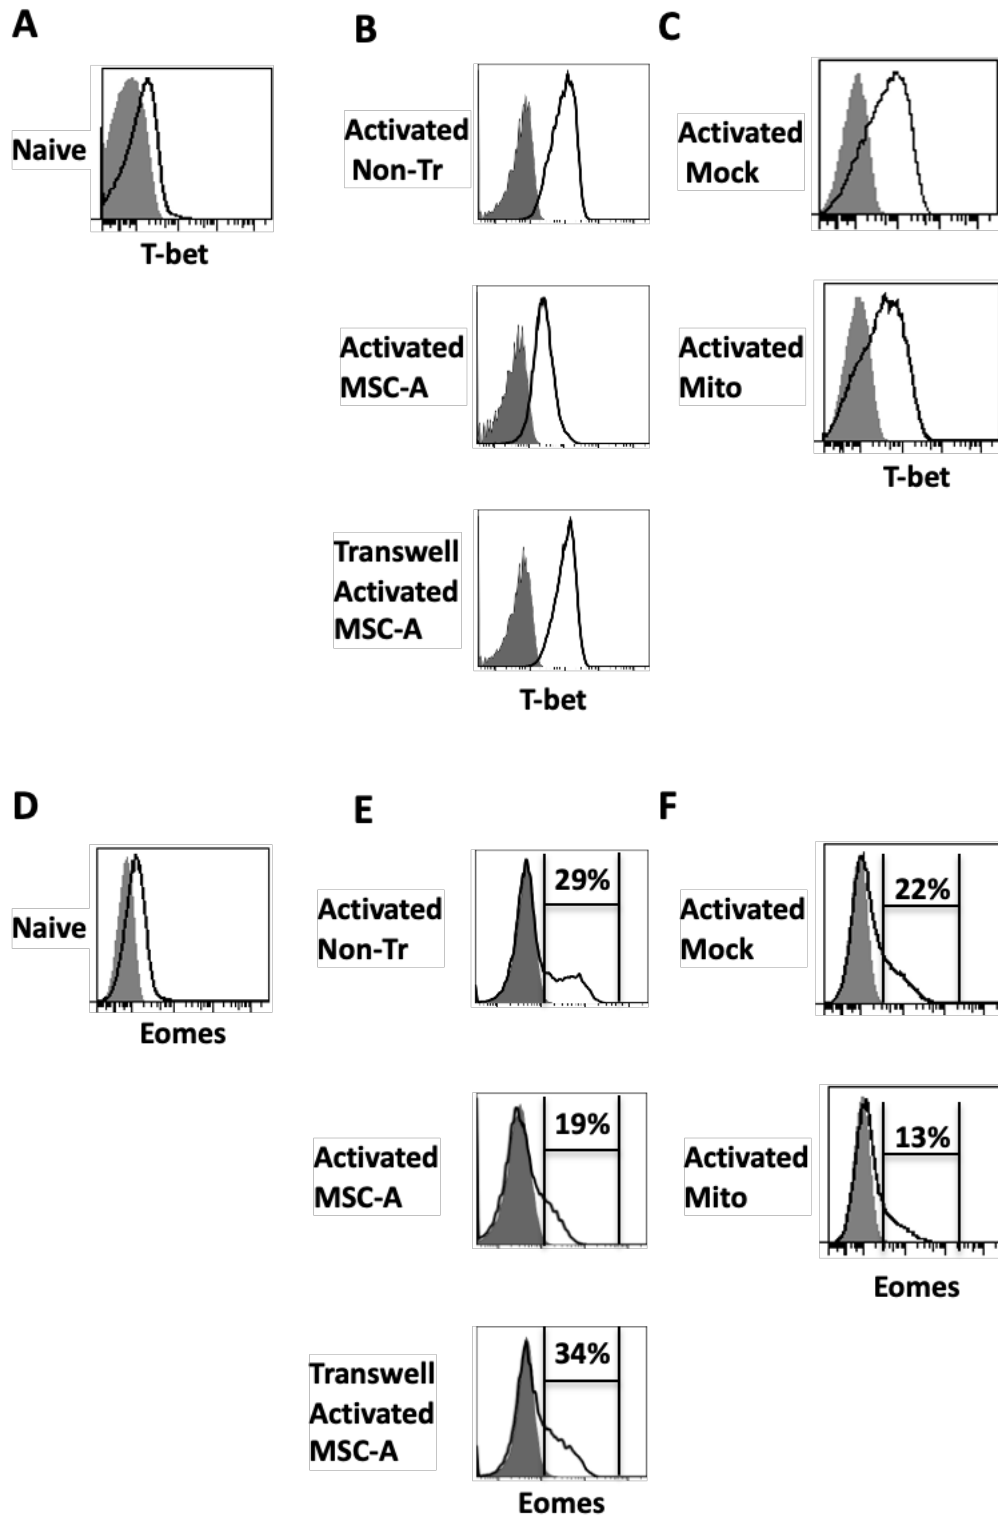 A
B
C
Naive
T-bet
Activated
Non-Tr
Activated
MSC-A
Transwell
Activated
MSC-A
T-bet
Activated
Mock
Activated
Mito
T-bet
D
E
F
Naive
Eomes
Activated
Non-Tr
29%
Activated
MSC-A
19%
Transwell
Activated
MSC-A
34%
Eomes
Activated
Mock
22%
Activated
Mito
13%
Eomes